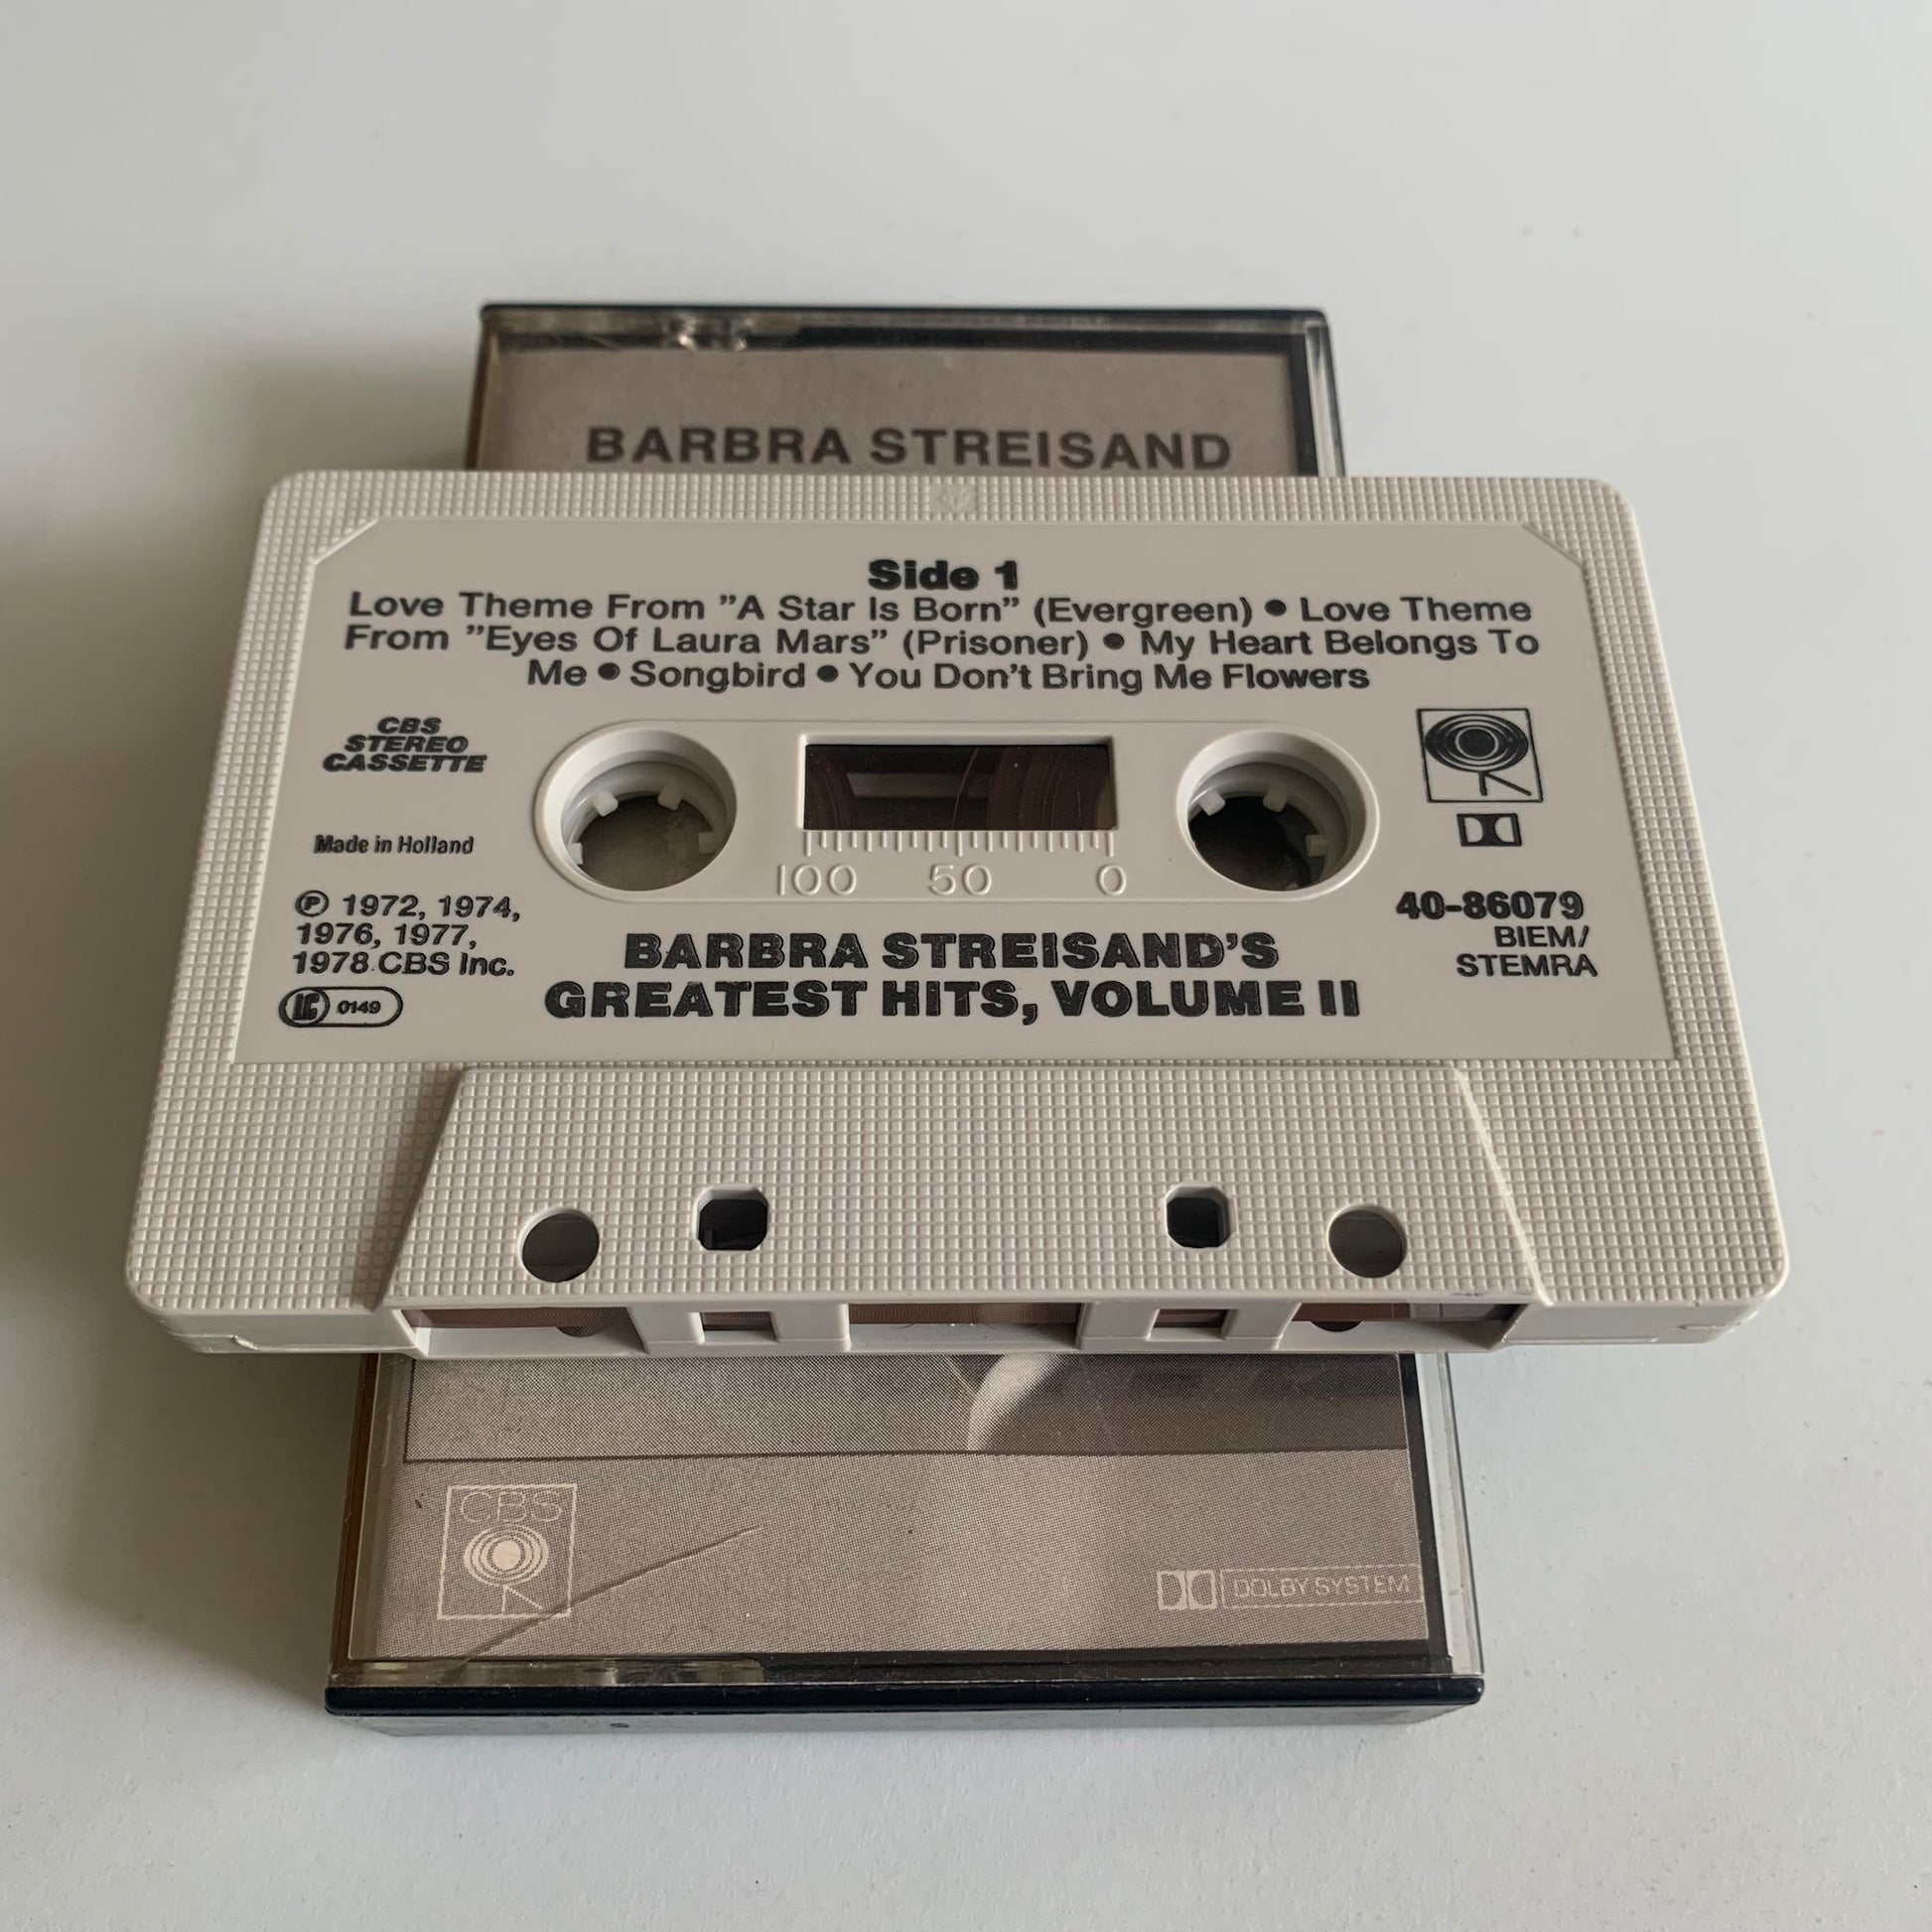 BARBRA STREISAND
Side 1
Love Theme From ”A Star Is Born” (Evergreen) ● Love Theme
From ”Eyes Of Laura Mars” (Prisoner) ● My Heart Belongs To
Me ● Songbird ● You Don't Bring Me Flowers
CBS
STEREO
CASSETTE
Made in Holland
100 50 0
℗ 1972, 1974,
1976, 1977,
1978 CBS Inc.
LC 0149
40-86079
BIEM/
STEMRA
BARBRA STREISAND'S
GREATEST HITS, VOLUME II
CBS
DOLBY SYSTEM